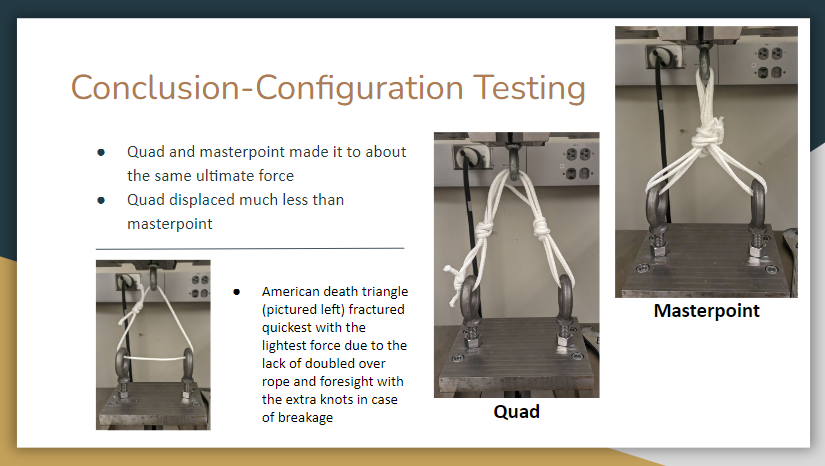 Conclusion-Configuration Testing
● Quad and masterpoint made it to about
the same ultimate force
● Quad displaced much less than
masterpoint
● American death triangle
(pictured left) fractured
quickest with the
lightest force due to the
lack of doubled over
rope and foresight with
the extra knots in case
of breakage
Quad
Masterpoint